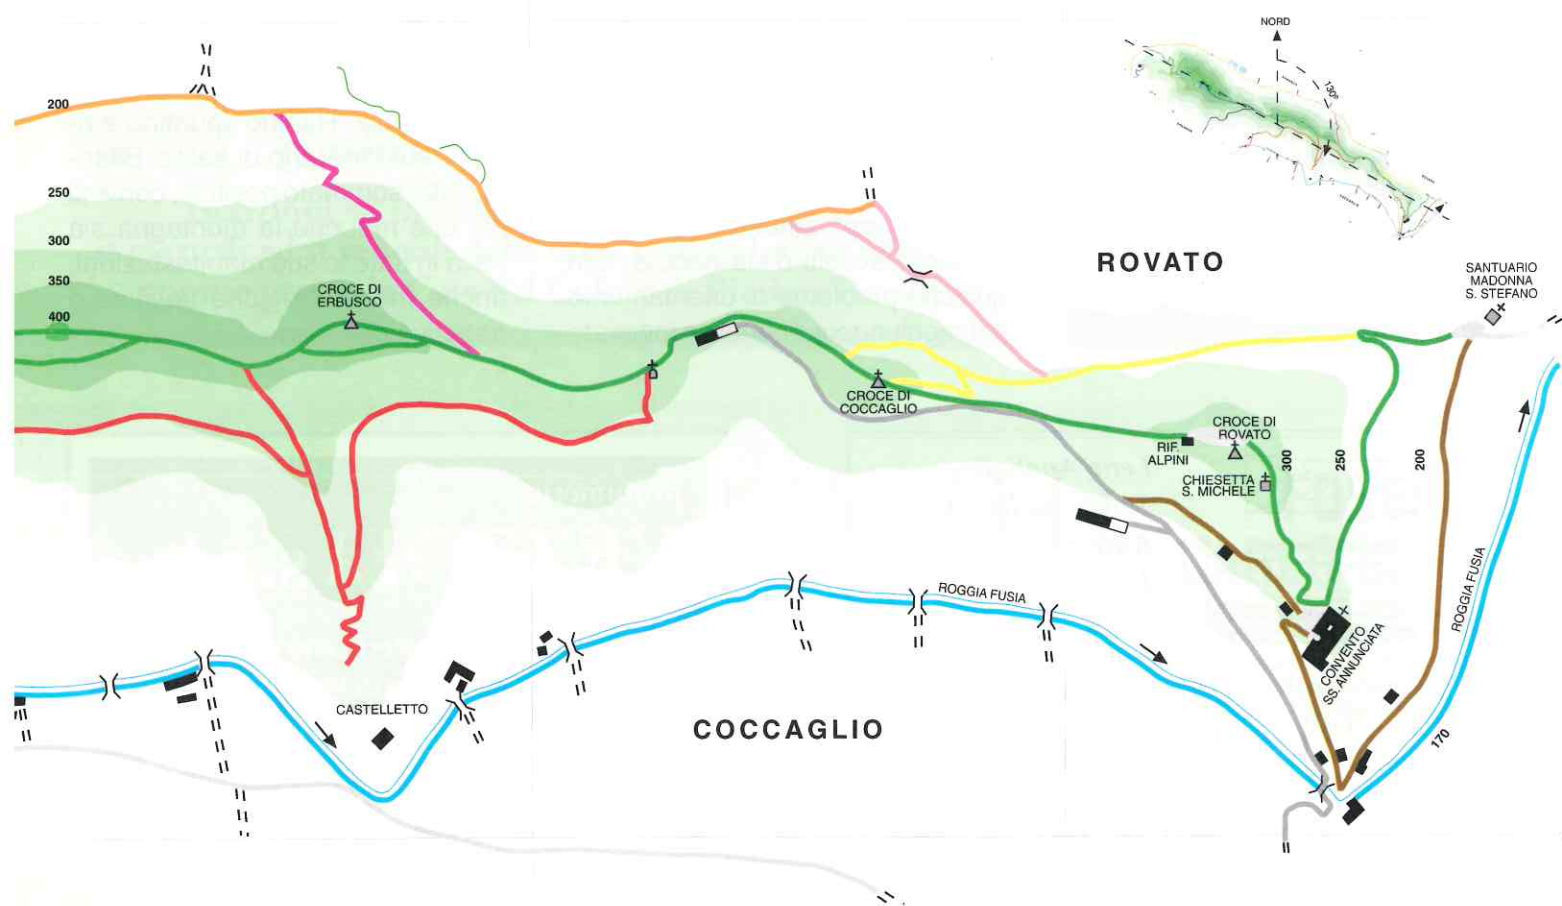 NORD
130°
ROVATO
SANTUARIO
MADONNA
S. STEFANO
200
250
300
350
400
CROCE DI
ERBUSCO
CROCE DI
COCCAGLIO
CROCE DI
ROVATO
RIF.
ALPINI
CHIESETTA
S. MICHELE
300
250
200
ROGGIA FUSIA
ROGGIA FUSIA
CONVENTO
SS. ANNUNCIATA
CASTELLETTO
COCCAGLIO
170